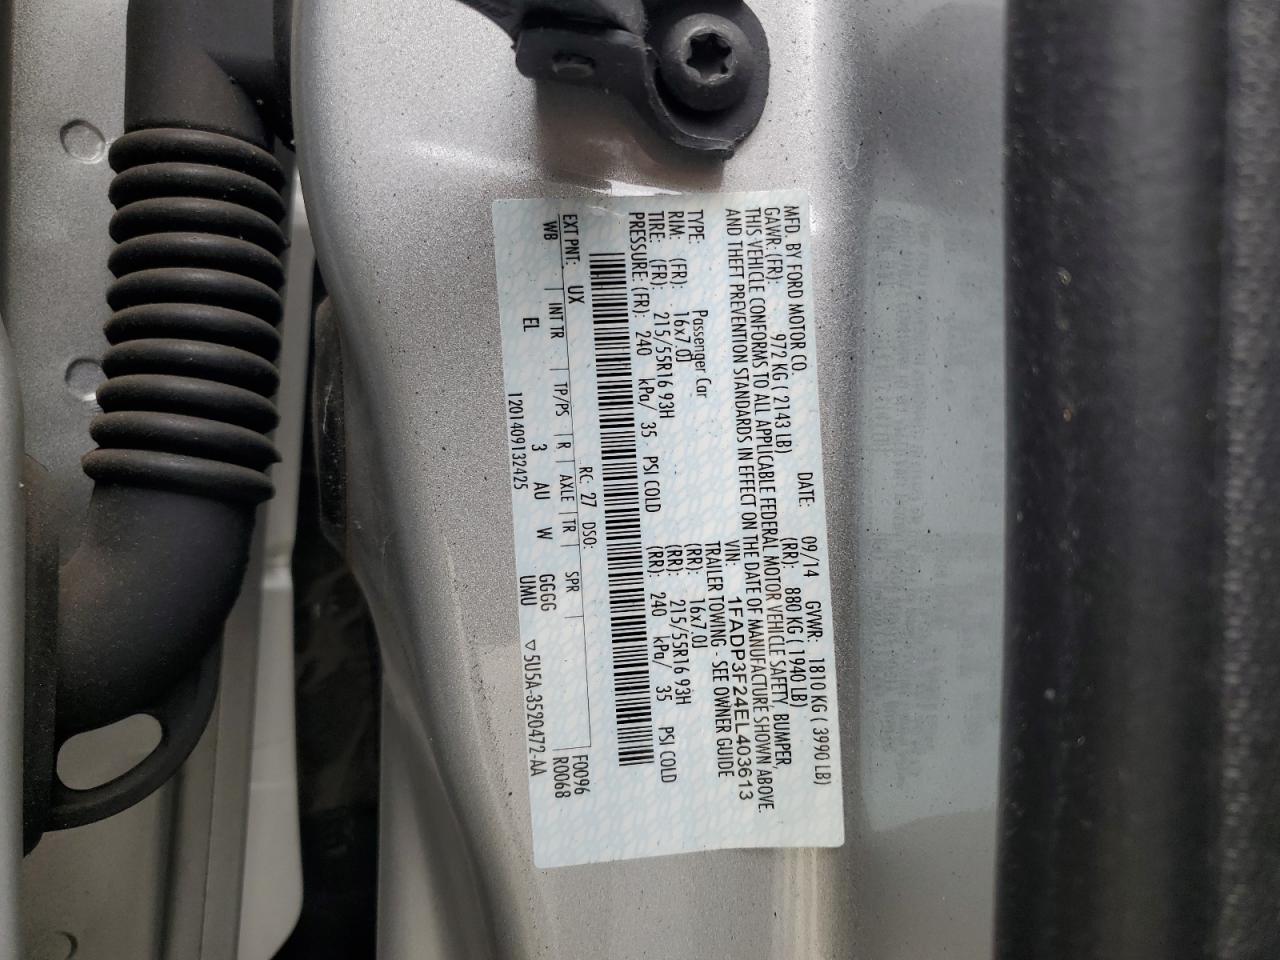 MFD. BY FORD MOTOR CO.
DATE: 09/14 GVWR: 1810 KG ( 3990 LB)
GAWR: (FR): 972 KG ( 2143 LB) (RR): 880 KG ( 1940 LB)
THIS VEHICLE CONFORMS TO ALL APPLICABLE FEDERAL MOTOR VEHICLE SAFETY, BUMPER,
AND THEFT PREVENTION STANDARDS IN EFFECT ON THE DATE OF MANUFACTURE SHOWN ABOVE.
VIN: 1FADP3F24EL403613
TYPE: Passenger Car TRAILER TOWING - SEE OWNER GUIDE
RIM: (FR): 16x7.0J (RR): 16x7.0J
TIRE: (FR): 215/55R16 93H (RR): 215/55R16 93H
PRESSURE: (FR): 240 kPa/ 35 PSI COLD (RR): 240 kPa/ 35 PSI COLD
EXT PNT: UX RC: 27 DSO: F0096
WB INT TR TP/PS R AXLE TR SPR R0068
EL 3 AU W GGGG
1201409132425 UMU ▽5U5A-3520472-AA